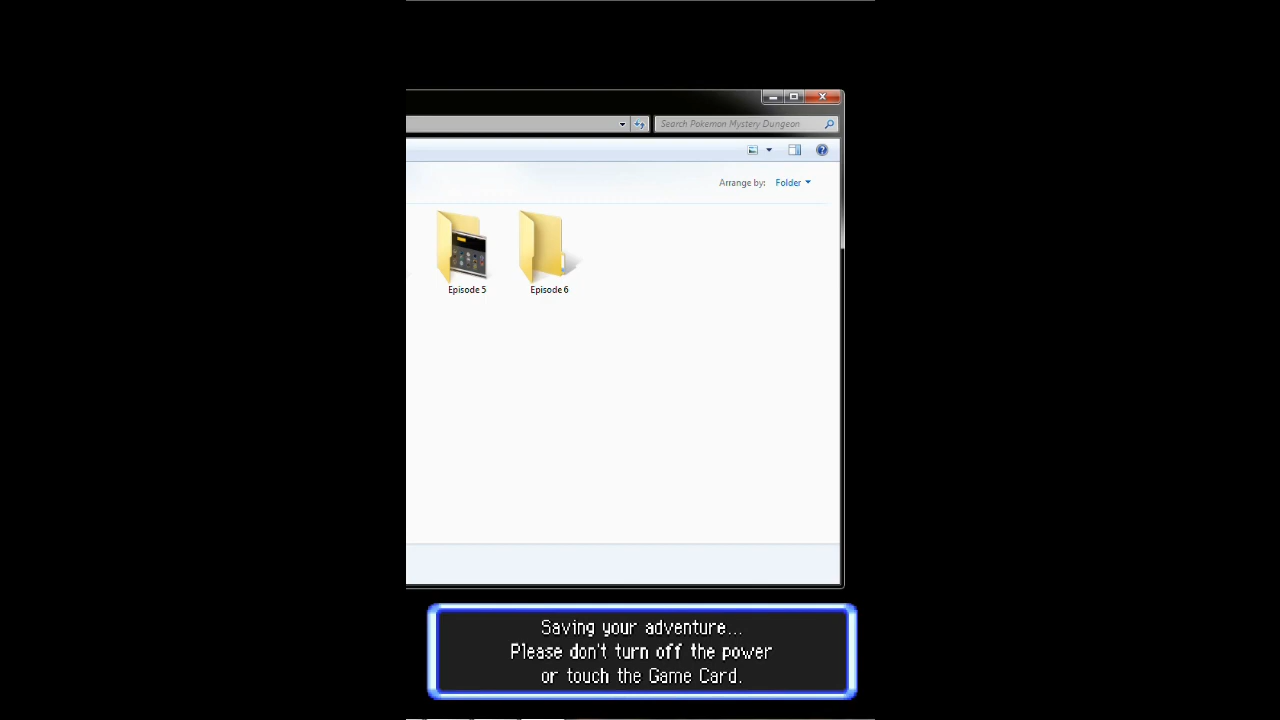 Search Pokemon Mystery Dungeon
Arrange by: Folder
Episode 5
Episode 6
Saving your adventure...
Please don't turn off the power
or touch the Game Card.